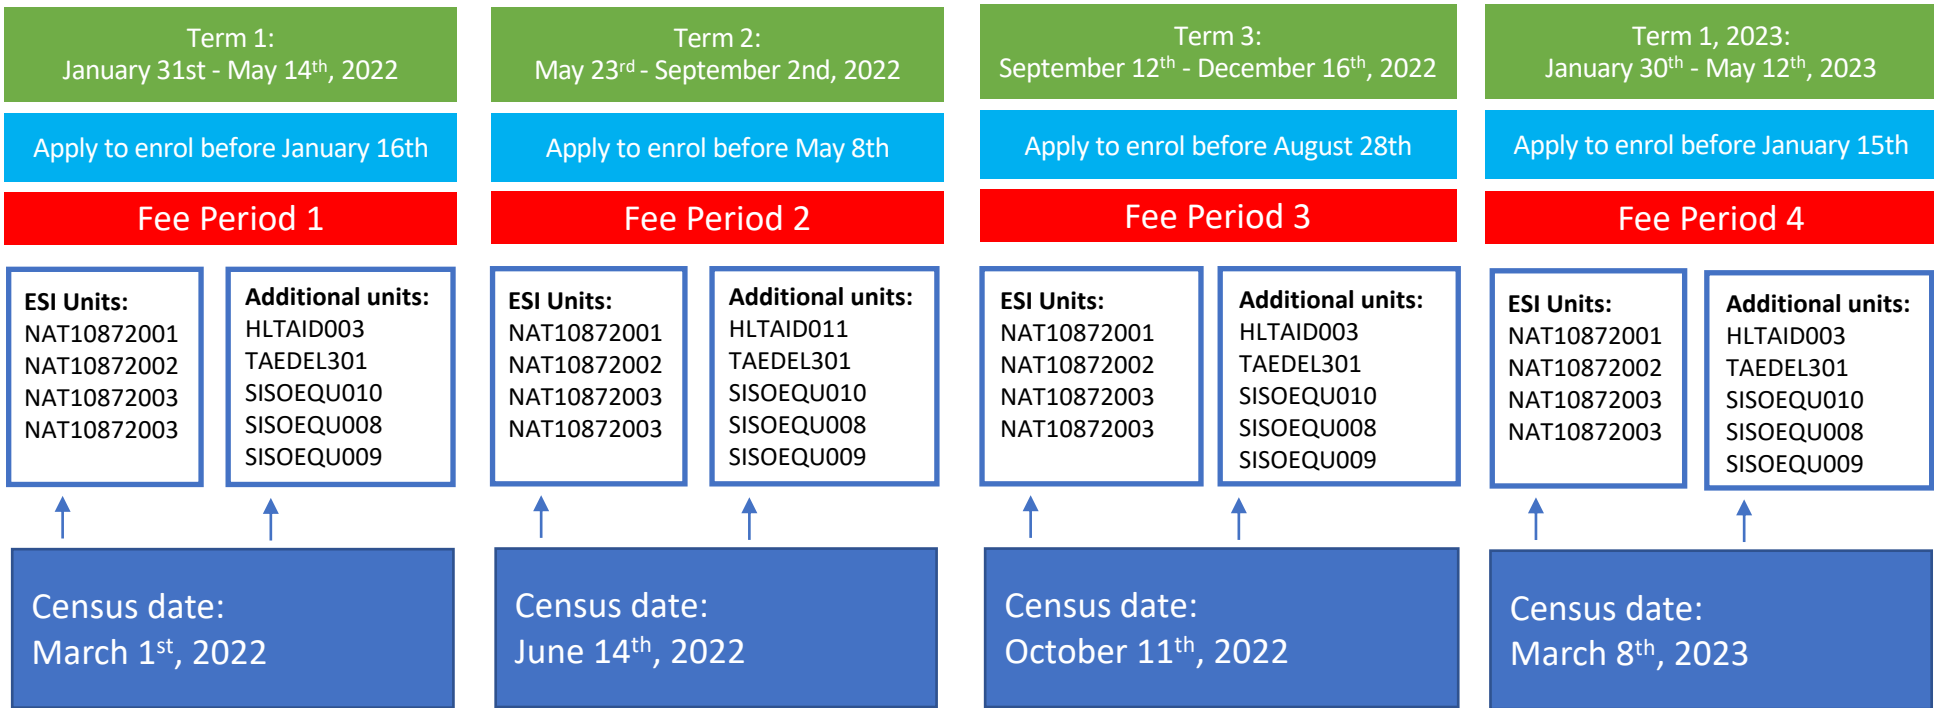 Term 1:
January 31st - May 14th, 2022
Apply to enrol before January 16th
Fee Period 1
ESI Units:
NAT10872001
NAT10872002
NAT10872003
NAT10872003
Additional units:
HLTAID003
TAEDEL301
SISOEQU010
SISOEQU008
SISOEQU009
Census date:
March 1st, 2022
Term 2:
May 23rd - September 2nd, 2022
Apply to enrol before May 8th
Fee Period 2
ESI Units:
NAT10872001
NAT10872002
NAT10872003
NAT10872003
Additional units:
HLTAID011
TAEDEL301
SISOEQU010
SISOEQU008
SISOEQU009
Census date:
June 14th, 2022
Term 3:
September 12th - December 16th, 2022
Apply to enrol before August 28th
Fee Period 3
ESI Units:
NAT10872001
NAT10872002
NAT10872003
NAT10872003
Additional units:
HLTAID003
TAEDEL301
SISOEQU010
SISOEQU008
SISOEQU009
Census date:
October 11th, 2022
Term 1, 2023:
January 30th - May 12th, 2023
Apply to enrol before January 15th
Fee Period 4
ESI Units:
NAT10872001
NAT10872002
NAT10872003
NAT10872003
Additional units:
HLTAID003
TAEDEL301
SISOEQU010
SISOEQU008
SISOEQU009
Census date:
March 8th, 2023